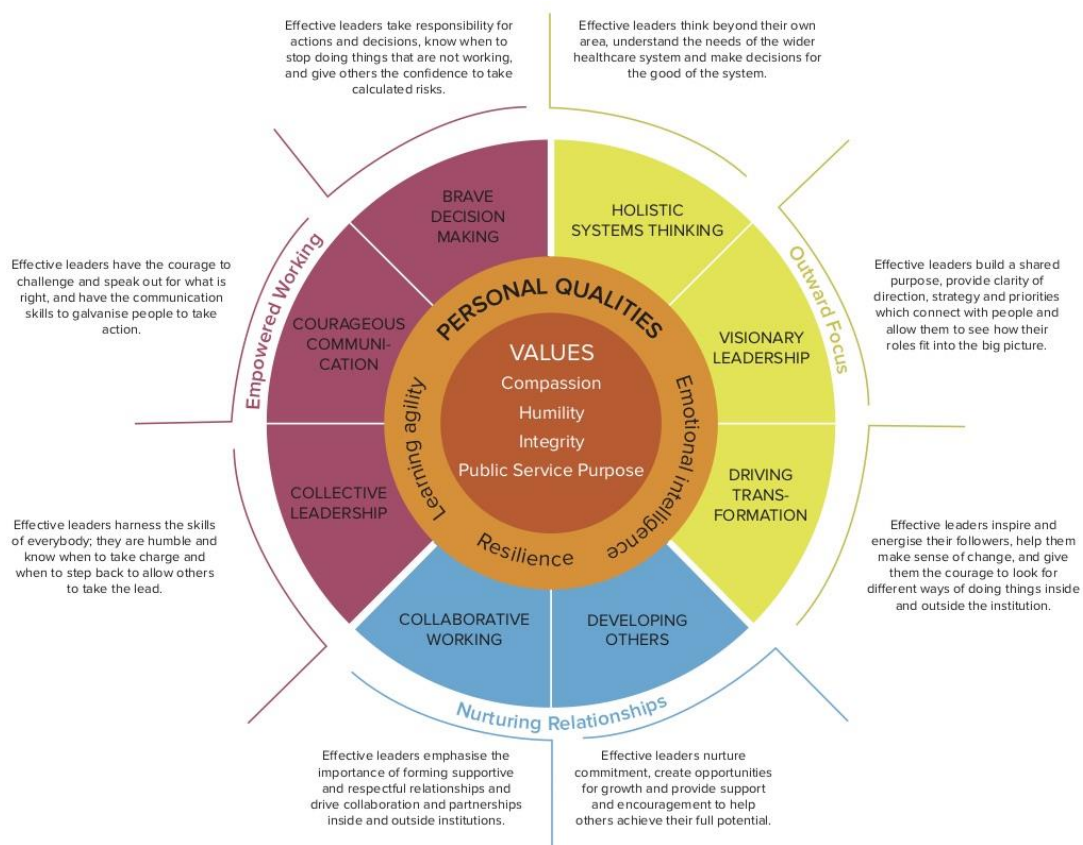 Effective leaders take responsibility for
actions and decisions, know when to
stop doing things that are not working,
and give others the confidence to take
calculated risks.
Effective leaders think beyond their own
area, understand the needs of the wider
healthcare system and make decisions for
the good of the system.
BRAVE
DECISION
MAKING
HOLISTIC
SYSTEMS THINKING
Empowered Working
Outward Focus
Effective leaders have the courage to
challenge and speak out for what is
right, and have the communication
skills to galvanise people to take
action.
COURAGEOUS
COMMUNI-
CATION
PERSONAL QUALITIES
VALUES
Compassion
Humility
Integrity
Public Service Purpose
Learning agility
Emotional intelligence
Resilience
VISIONARY
LEADERSHIP
Effective leaders build a shared
purpose, provide clarity of
direction, strategy and priorities
which connect with people and
allow them to see how their
roles fit into the big picture.
Effective leaders harness the skills
of everybody; they are humble and
know when to take charge and
when to step back to allow others
to take the lead.
COLLECTIVE
LEADERSHIP
DRIVING
TRANS-
FORMATION
Effective leaders inspire and
energise their followers, help them
make sense of change, and give
them the courage to look for
different ways of doing things inside
and outside the institution.
COLLABORATIVE
WORKING
DEVELOPING
OTHERS
Nurturing Relationships
Effective leaders emphasise the
importance of forming supportive
and respectful relationships and
drive collaboration and partnerships
inside and outside institutions.
Effective leaders nurture
commitment, create opportunities
for growth and provide support
and encouragement to help
others achieve their full potential.